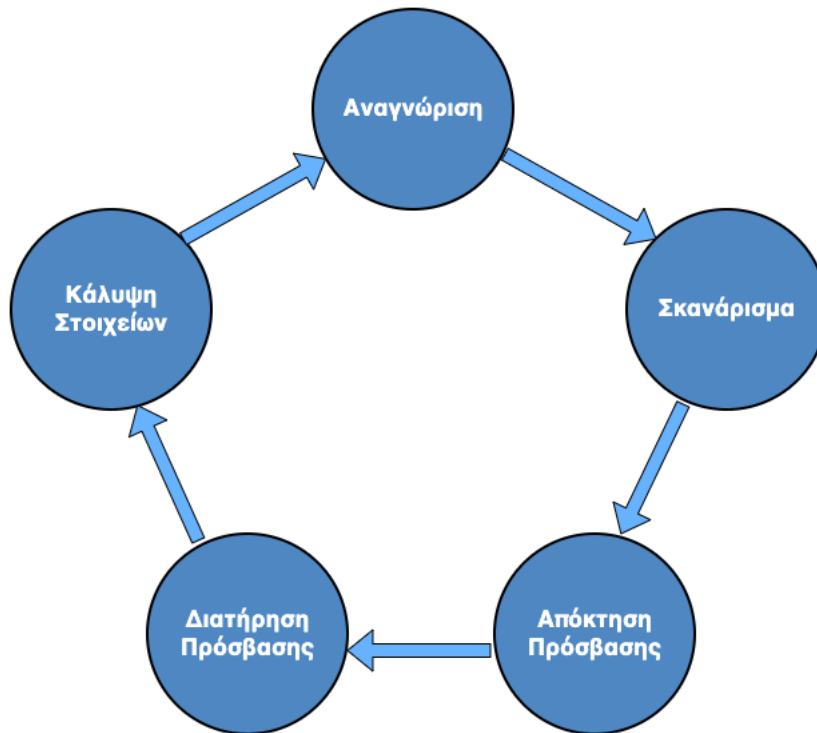 Αναγνώριση
Σκανάρισμα
Απόκτηση
Πρόσβασης
Διατήρηση
Πρόσβασης
Κάλυψη
Στοιχείων